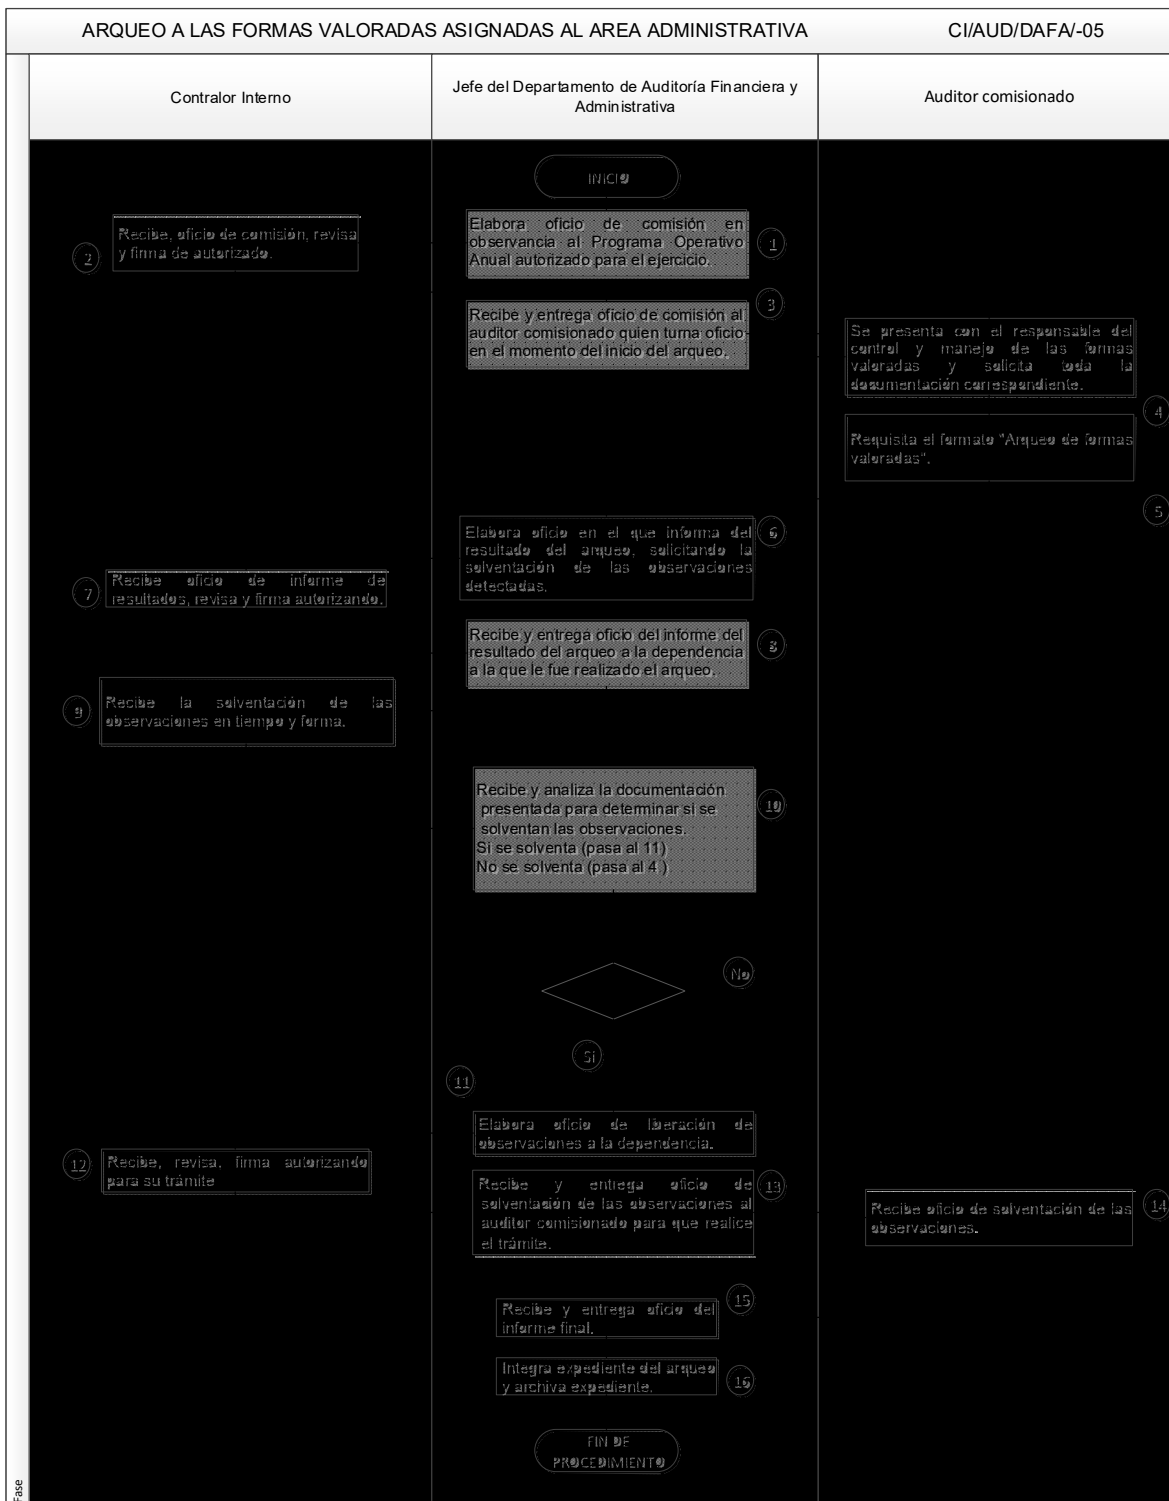 ARQUEO A LAS FORMAS VALORADAS ASIGNADAS AL AREA ADMINISTRATIVA
CI/AUD/DAFA/-05
Contralor Interno
Jefe del Departamento de Auditoría Financiera y
Administrativa
Auditor comisionado
INICIO
Elabora oficio de comisión en
observancia al Programa Operativo
Anual autorizado para el ejercicio.
1
2
Recibe, oficio de comisión, revisa
y firma de autorizado.
3
Recibe y entrega oficio de comisión al
auditor comisionado quien turna oficio
en el momento del inicio del arqueo.
Se presenta con el responsable del
control y manejo de las formas
valoradas y solicita toda la
documentación correspondiente.
4
Requisita el formato "Arqueo de formas
valoradas".
5
Elabora oficio en el que informa del
resultado del arqueo, solicitando la
solventación de las observaciones
detectadas.
6
7
Recibe oficio de informe de
resultados, revisa y firma autorizando.
Recibe y entrega oficio del informe del
resultado del arqueo a la dependencia
a la que le fue realizado el arqueo.
8
9
Recibe la solventación de las
observaciones en tiempo y forma.
Recibe y analiza la documentación
presentada para determinar si se
solventan las observaciones.
Si se solventa (pasa al 11)
No se solventa (pasa al 4 )
10
No
Si
11
Elabora oficio de liberación de
observaciones a la dependencia.
12
Recibe, revisa, firma autorizando
para su trámite
Recibe y entrega oficio de
solventación de las observaciones al
auditor comisionado para que realice
el trámite.
13
Recibe oficio de solventación de las
observaciones.
14
15
Recibe y entrega oficio del
informe final.
Integra expediente del arqueo
y archiva expediente.
16
FIN DE
PROCEDIMIENTO
Fase